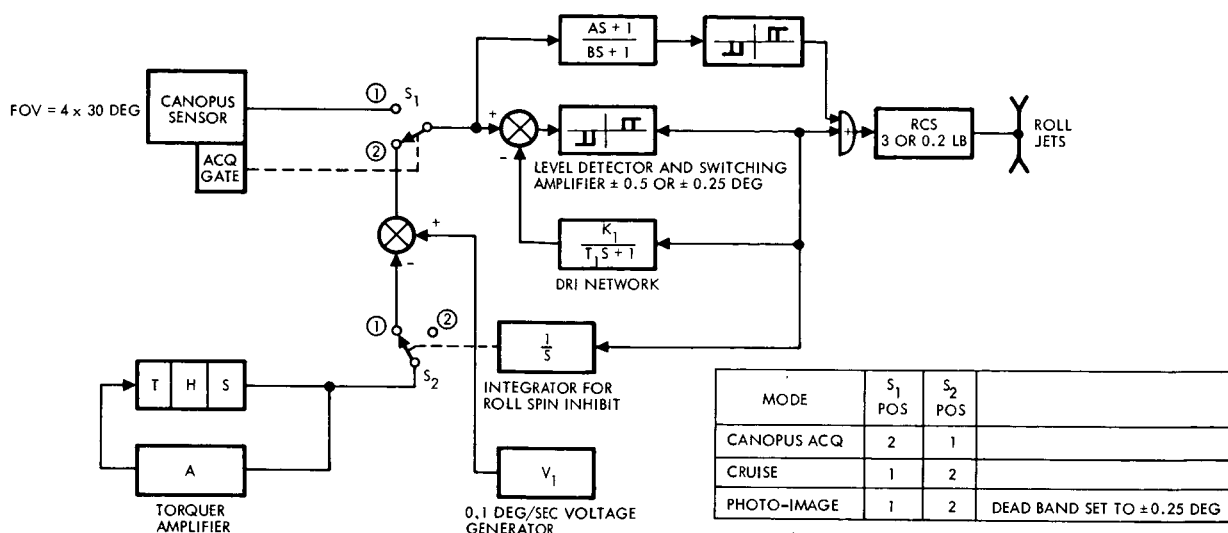 AS + 1
BS + 1
FOV = 4 x 30 DEG
CANOPUS
SENSOR
ACQ
GATE
① S1
②
+
-
LEVEL DETECTOR AND SWITCHING
AMPLIFIER ± 0.5 OR ± 0.25 DEG
+
RCS
3 OR 0.2 LB
ROLL
JETS
K1
T1S + 1
DRI NETWORK
+
-
① ②
S2
1
S
INTEGRATOR FOR
ROLL SPIN INHIBIT
T H S
A
TORQUER
AMPLIFIER
V1
0.1 DEG/SEC VOLTAGE
GENERATOR
MODE S1 POS S2 POS
CANOPUS ACQ 2 1
CRUISE 1 2
PHOTO-IMAGE 1 2 DEAD BAND SET TO ±0.25 DEG